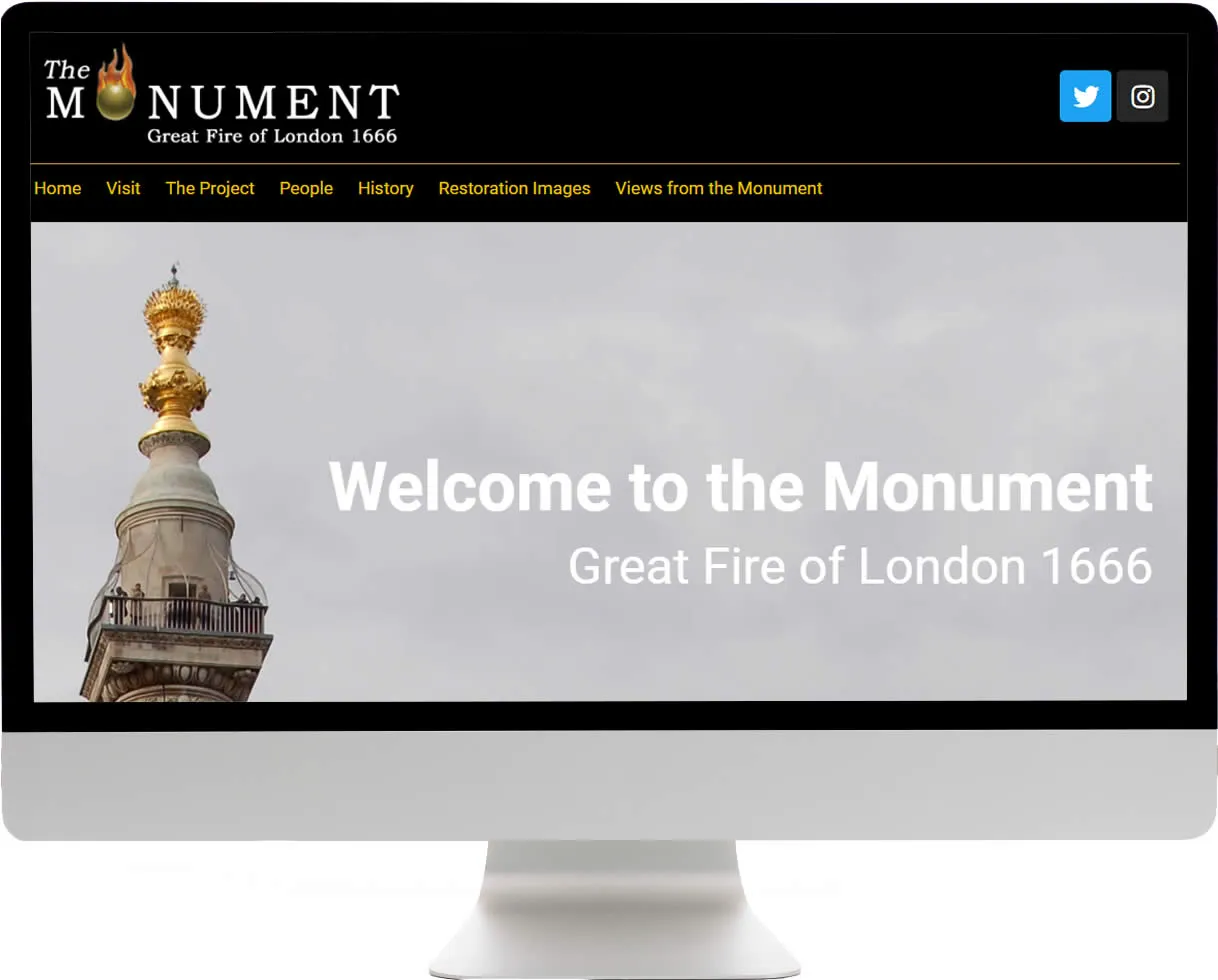 The
MONUMENT
Great Fire of London 1666
Home Visit The Project People History Restoration Images Views from the Monument
Welcome to the Monument
Great Fire of London 1666